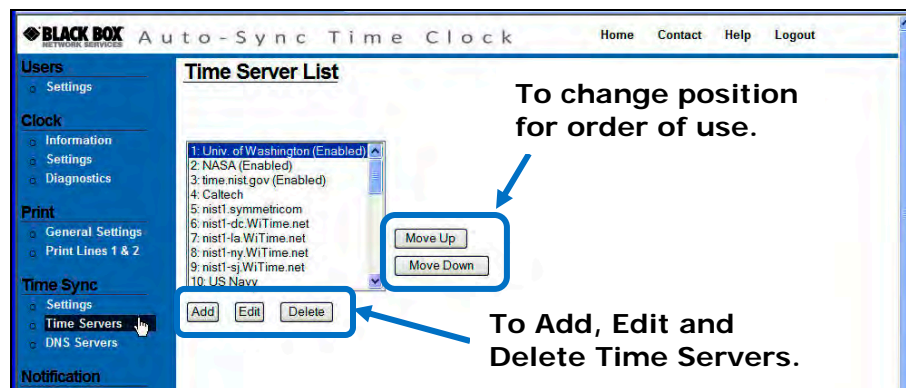 BLACK BOX
NETWORK SERVICES
Auto-Sync Time Clock
Home Contact Help Logout
Users
Settings
Clock
Information
Settings
Diagnostics
Print
General Settings
Print Lines 1 & 2
Time Sync
Settings
Time Servers
DNS Servers
Notification
Time Server List
To change position
for order of use.
1: Univ. of Washington (Enabled)
2: NASA (Enabled)
3: time.nist.gov (Enabled)
4: Caltech
5: nist1.symmetricom
6: nist1-dc.WiTime.net
7: nist1-la.WiTime.net
8: nist1-ny.WiTime.net
9: nist1-sj.WiTime.net
10: US Navy
Move Up
Move Down
Add Edit Delete
To Add, Edit and
Delete Time Servers.